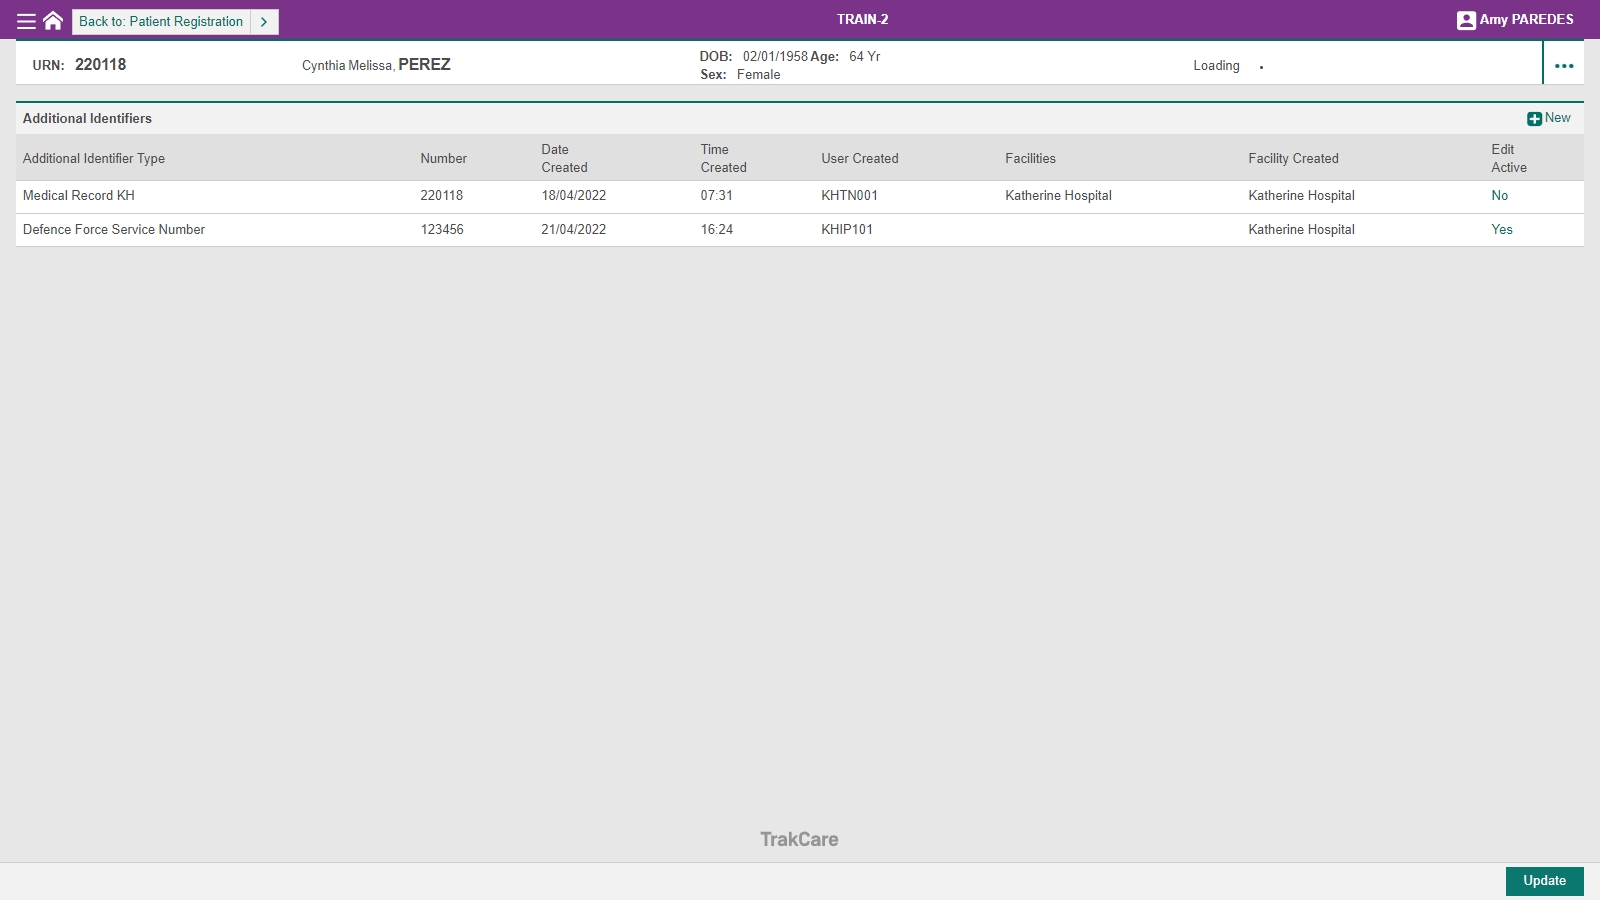 Back to: Patient Registration
TRAIN-2
Amy PAREDES
URN: 220118
Cynthia Melissa, PEREZ
DOB: 02/01/1958 Age: 64 Yr
Sex: Female
Loading .
Additional Identifiers
New
Additional Identifier Type Number Date Created Time Created User Created Facilities Facility Created Edit Active
Medical Record KH 220118 18/04/2022 07:31 KHTN001 Katherine Hospital Katherine Hospital No
Defence Force Service Number 123456 21/04/2022 16:24 KHIP101 Katherine Hospital Yes
TrakCare
Update